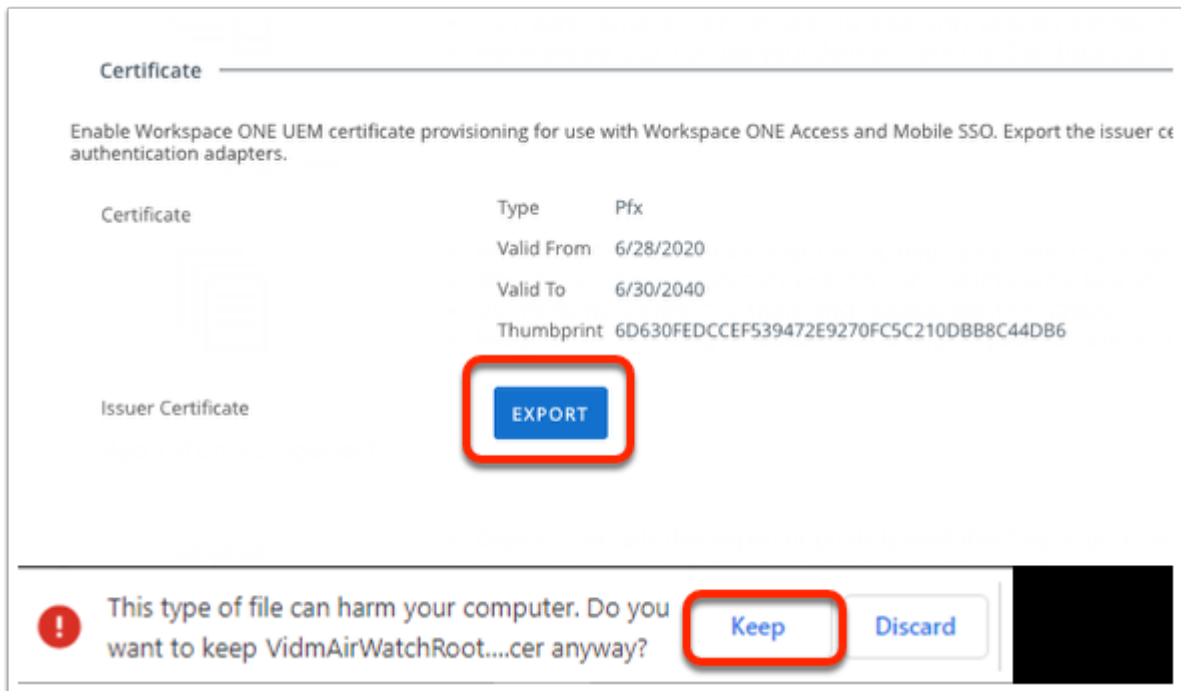 Certificate
Enable Workspace ONE UEM certificate provisioning for use with Workspace ONE Access and Mobile SSO. Export the issuer ce
authentication adapters.
Certificate
Type Pfx
Valid From 6/28/2020
Valid To 6/30/2040
Thumbprint 6D630FEDCCEF539472E9270FC5C210DBB8C44DB6
Issuer Certificate
EXPORT
This type of file can harm your computer. Do you
want to keep VidmAirWatchRoot....cer anyway?
Keep
Discard